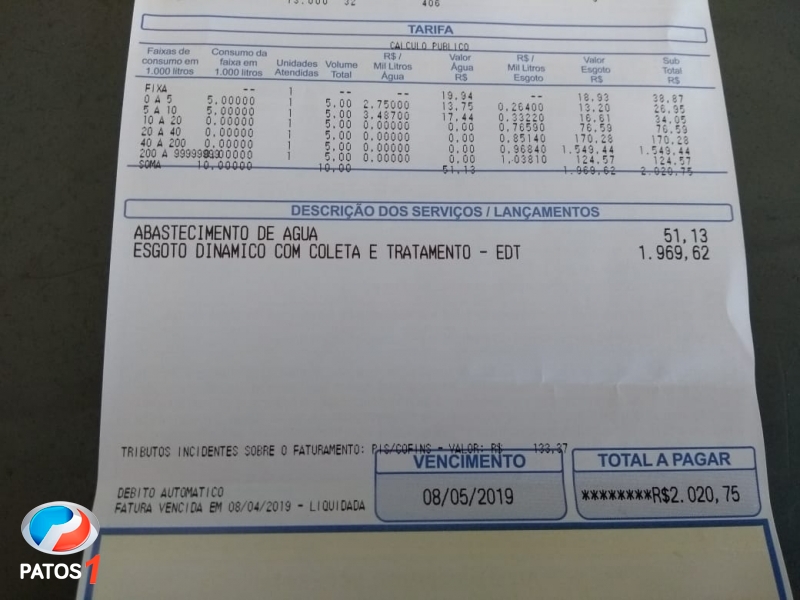 13.000 32 406
TARIFA
CALCULO PUBLICO
Faixas de consumo em 1.000 litros Consumo da faixa em 1.000 litros Unidades Atendidas Volume Total R$ / Mil Litros Água Valor Água R$ R$ / Mil Litros Esgoto Valor Esgoto R$ Sub Total R$
FIXA -- 1 -- -- 19.94 -- 18.93 38.87
0 A 5 5.00000 1 5.00 2.75000 13.75 0.26400 13.20 26.95
5 A 10 5.00000 1 5.00 3.48700 17.44 0.33220 16.61 34.05
10 A 20 0.00000 1 5.00 0.00000 0.00 0.76590 76.59 76.59
20 A 40 0.00000 1 5.00 0.00000 0.00 0.85140 170.28 170.28
40 A 200 0.00000 1 5.00 0.00000 0.00 0.96840 1.549.44 1.549.44
200 A 9999999 0.00000 1 5.00 0.00000 0.00 1.03810 124.57 124.57
SOMA 10.00000 10.00 51.13 1.969,62 2.020,75
DESCRIÇÃO DOS SERVIÇOS / LANÇAMENTOS
ABASTECIMENTO DE AGUA 51,13
ESGOTO DINAMICO COM COLETA E TRATAMENTO - EDT 1.969,62
TRIBUTOS INCIDENTES SOBRE O FATURAMENTO: PIS/COFINS - VALOR: R$ 133,37
VENCIMENTO TOTAL A PAGAR
DEBITO AUTOMATICO
08/05/2019 ********R$2.020,75
FATURA VENCIDA EM 08/04/2019 - LIQUIDADA
PATOS1